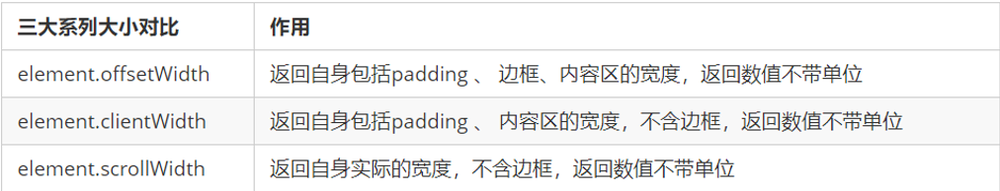 三大系列大小对比 作用
element.offsetWidth 返回自身包括padding 、 边框、内容区的宽度，返回数值不带单位
element.clientWidth 返回自身包括padding 、 内容区的宽度，不含边框，返回数值不带单位
element.scrollWidth 返回自身实际的宽度，不含边框，返回数值不带单位